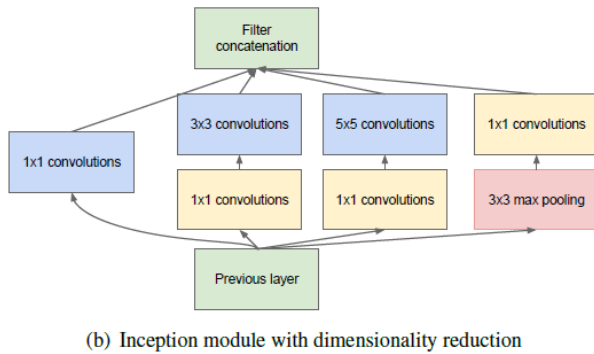 Filter
concatenation
3x3 convolutions
5x5 convolutions
1x1 convolutions
1x1 convolutions
1x1 convolutions
1x1 convolutions
3x3 max pooling
Previous layer
(b) Inception module with dimensionality reduction